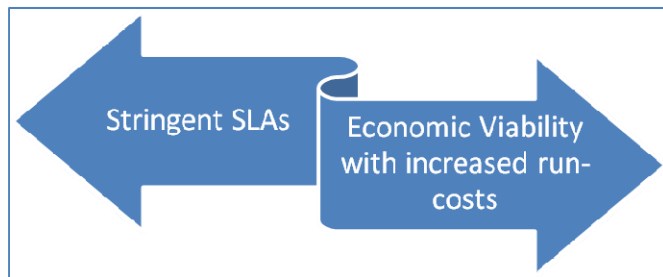 Stringent SLAs
Economic Viability
with increased run-
costs